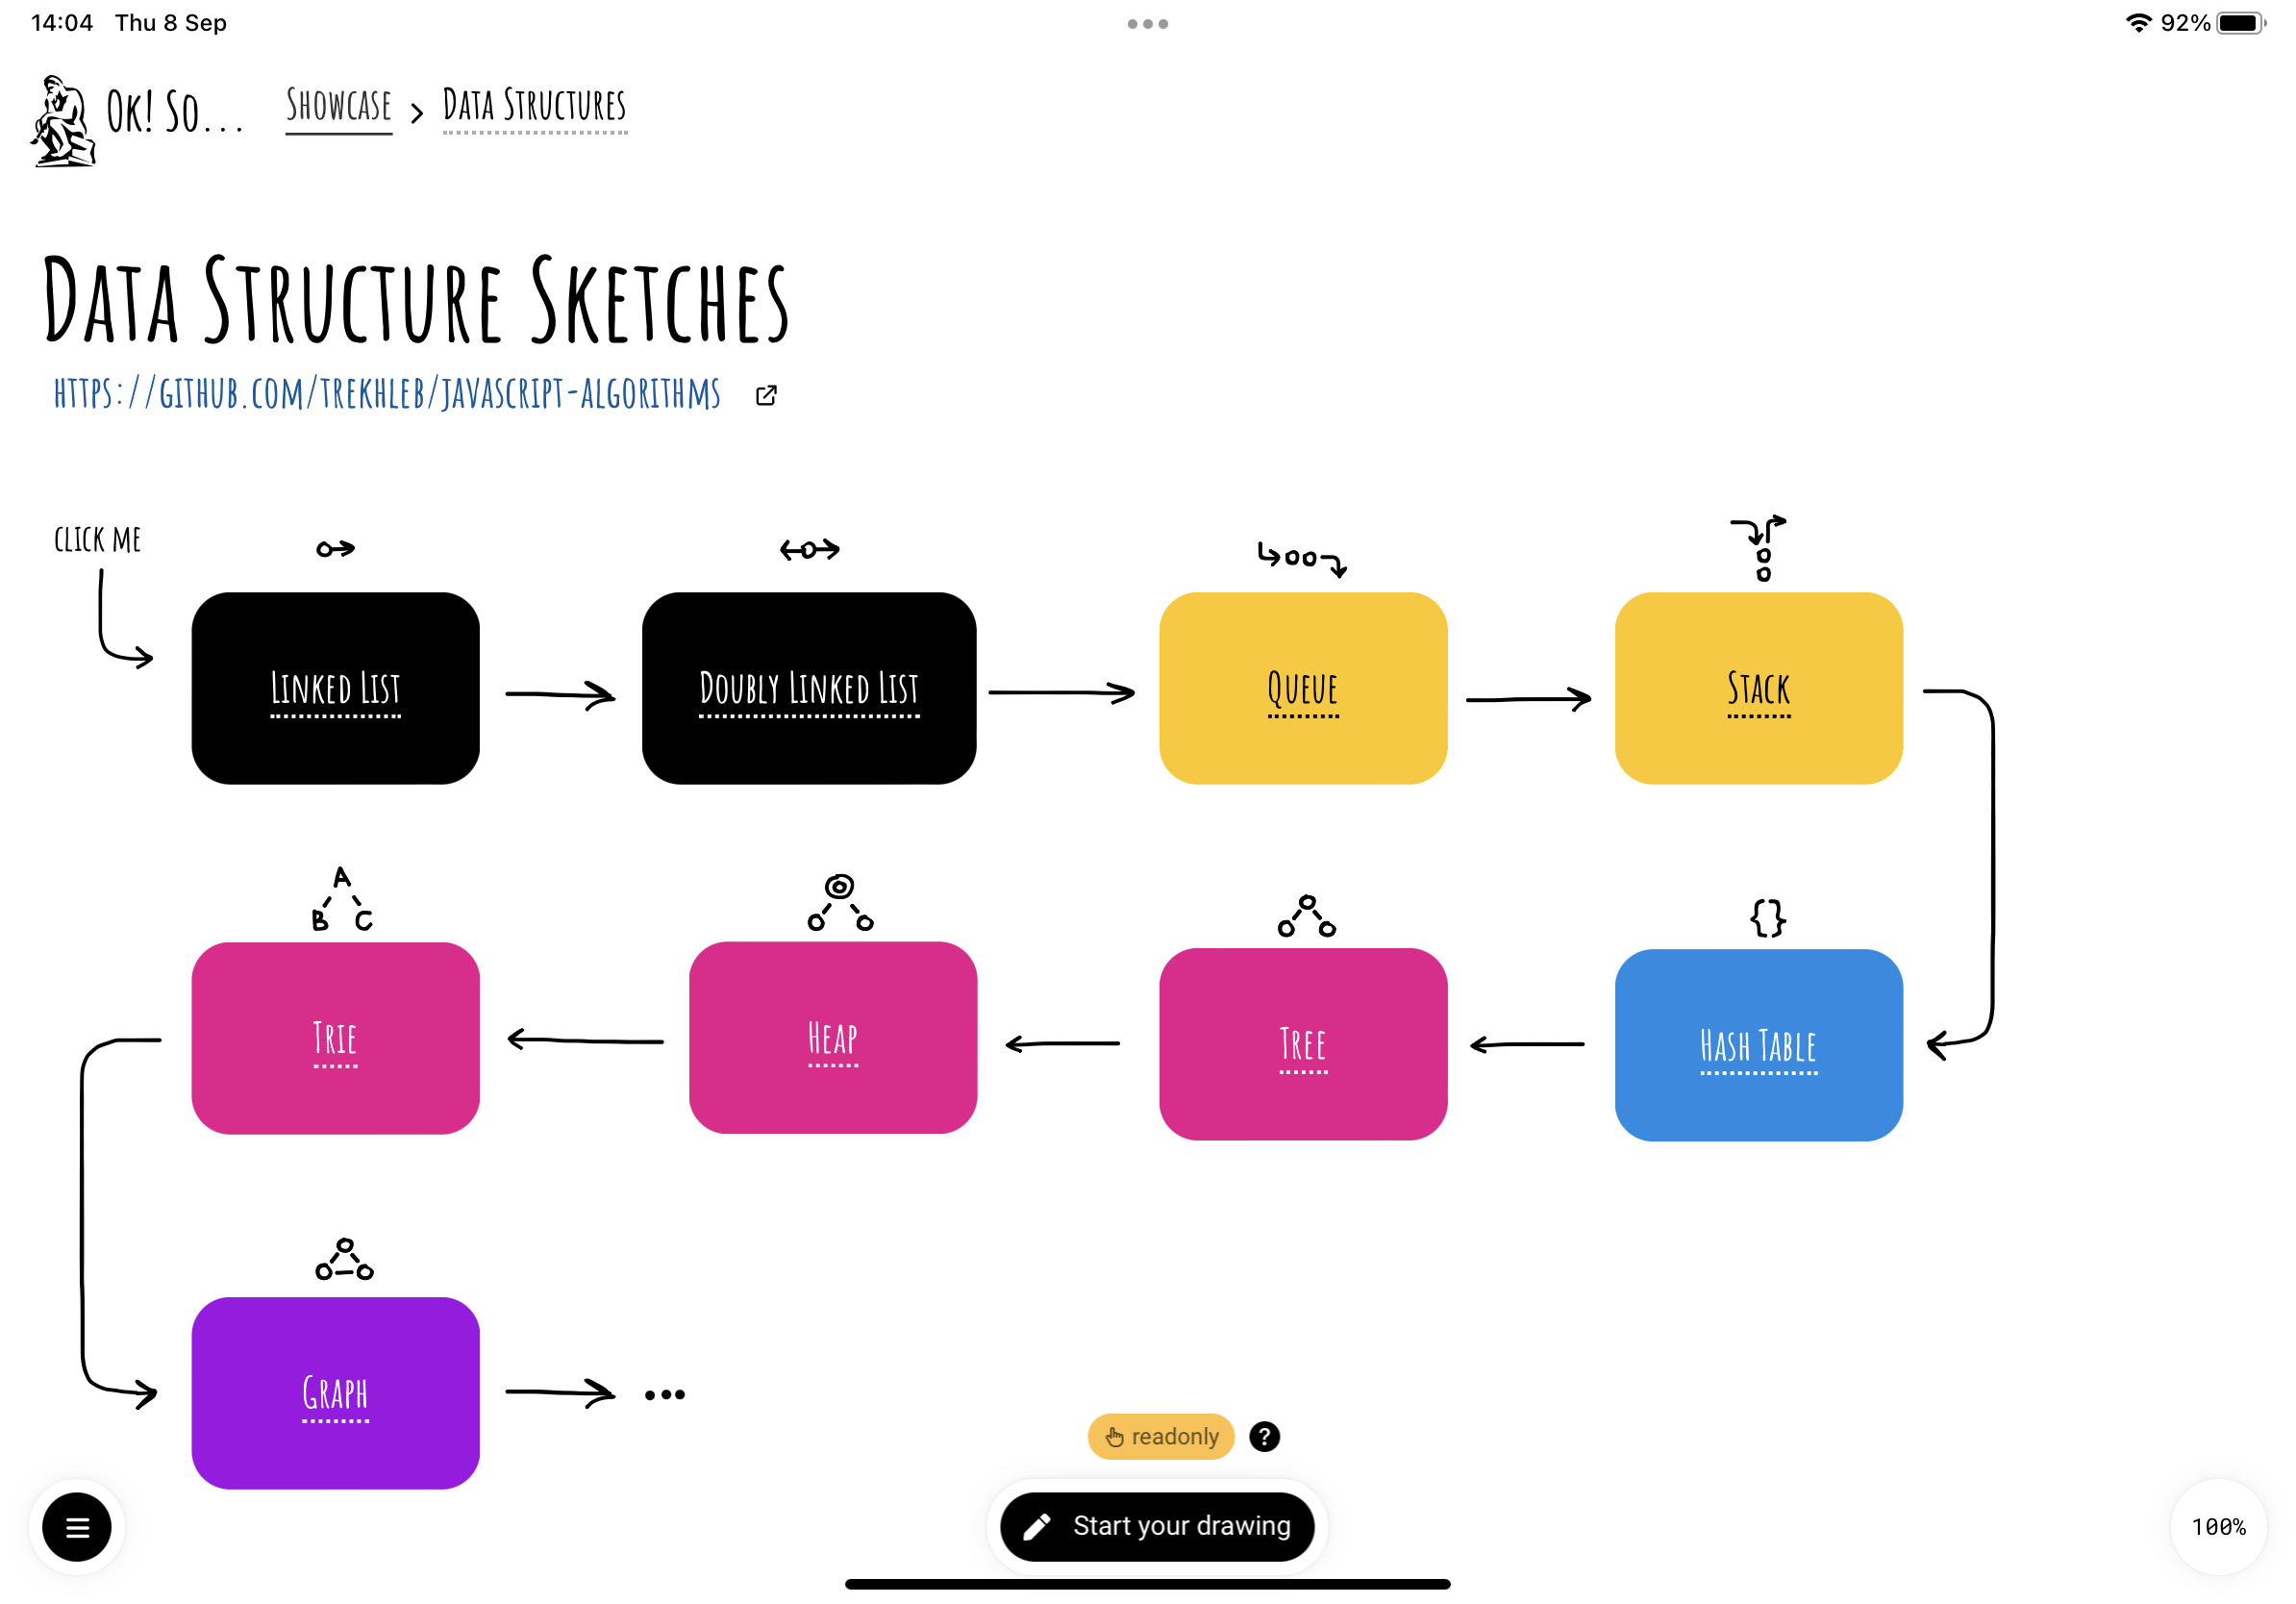 14:04 Thu 8 Sep
92%
Ok! So... Showcase > Data Structures
Data Structure Sketches
https://github.com/trekhleb/javascript-algorithms
click me
Linked List
Doubly Linked List
Queue
Stack
A
B C
{}
Trie
Heap
Tree
Hash Table
Graph
...
readonly ?
Start your drawing
100%